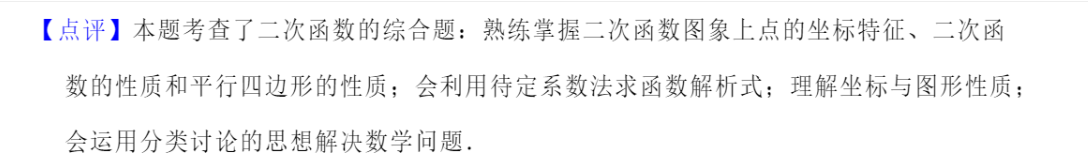 【点评】本题考查了二次函数的综合题：熟练掌握二次函数图象上点的坐标特征、二次函
数的性质和平行四边形的性质；会利用待定系数法求函数解析式；理解坐标与图形性质；
会运用分类讨论的思想解决数学问题．